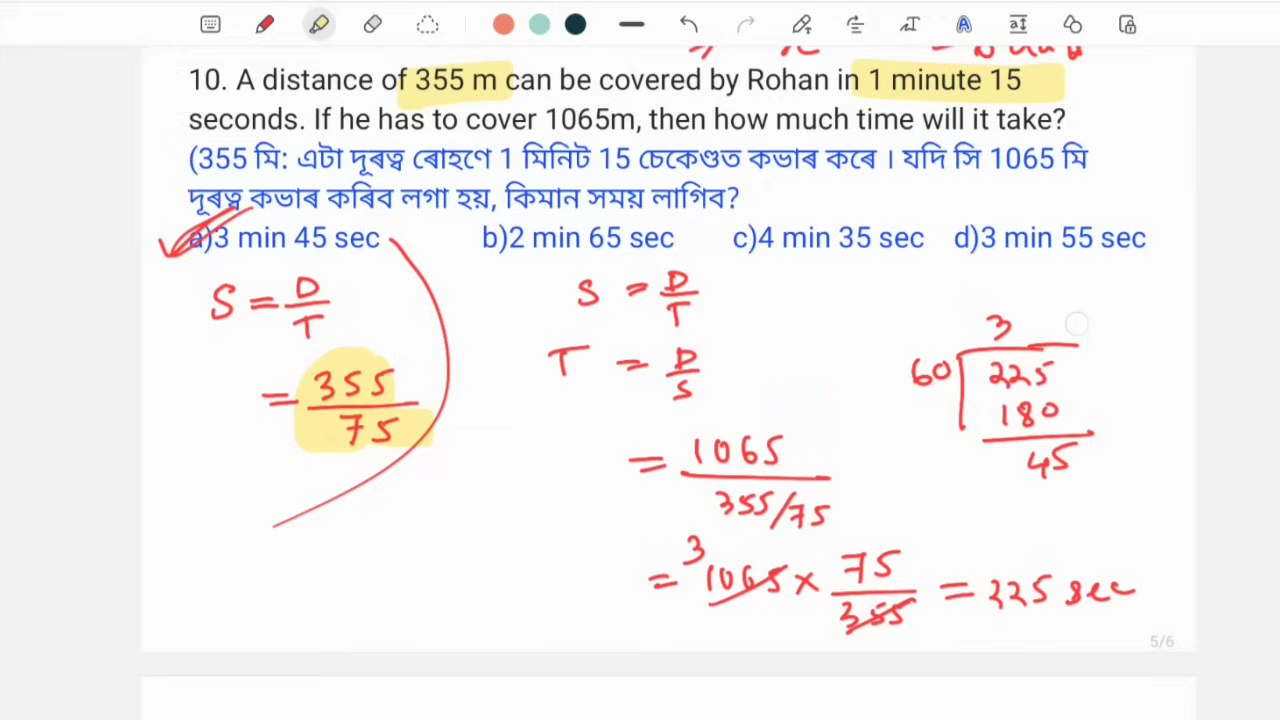 10. A distance of 355 m can be covered by Rohan in 1 minute 15
seconds. If he has to cover 1065m, then how much time will it take?
(355 মি: এটা দূৰত্ব ৰোহণে 1 মিনিট 15 চেকেণ্ডত কভাৰ কৰে । যদি সি 1065 মি
দূৰত্ব কভাৰ কৰিব লগা হয়, কিমান সময় লাগিব?
a)3 min 45 sec b)2 min 65 sec c)4 min 35 sec d)3 min 55 sec
S = D/T
= 355/75
S = D/T
T = D/S
= 1065
355/75
= 3 1065 × 75/355 = 225 sec
3
60 225
180
45
5/6